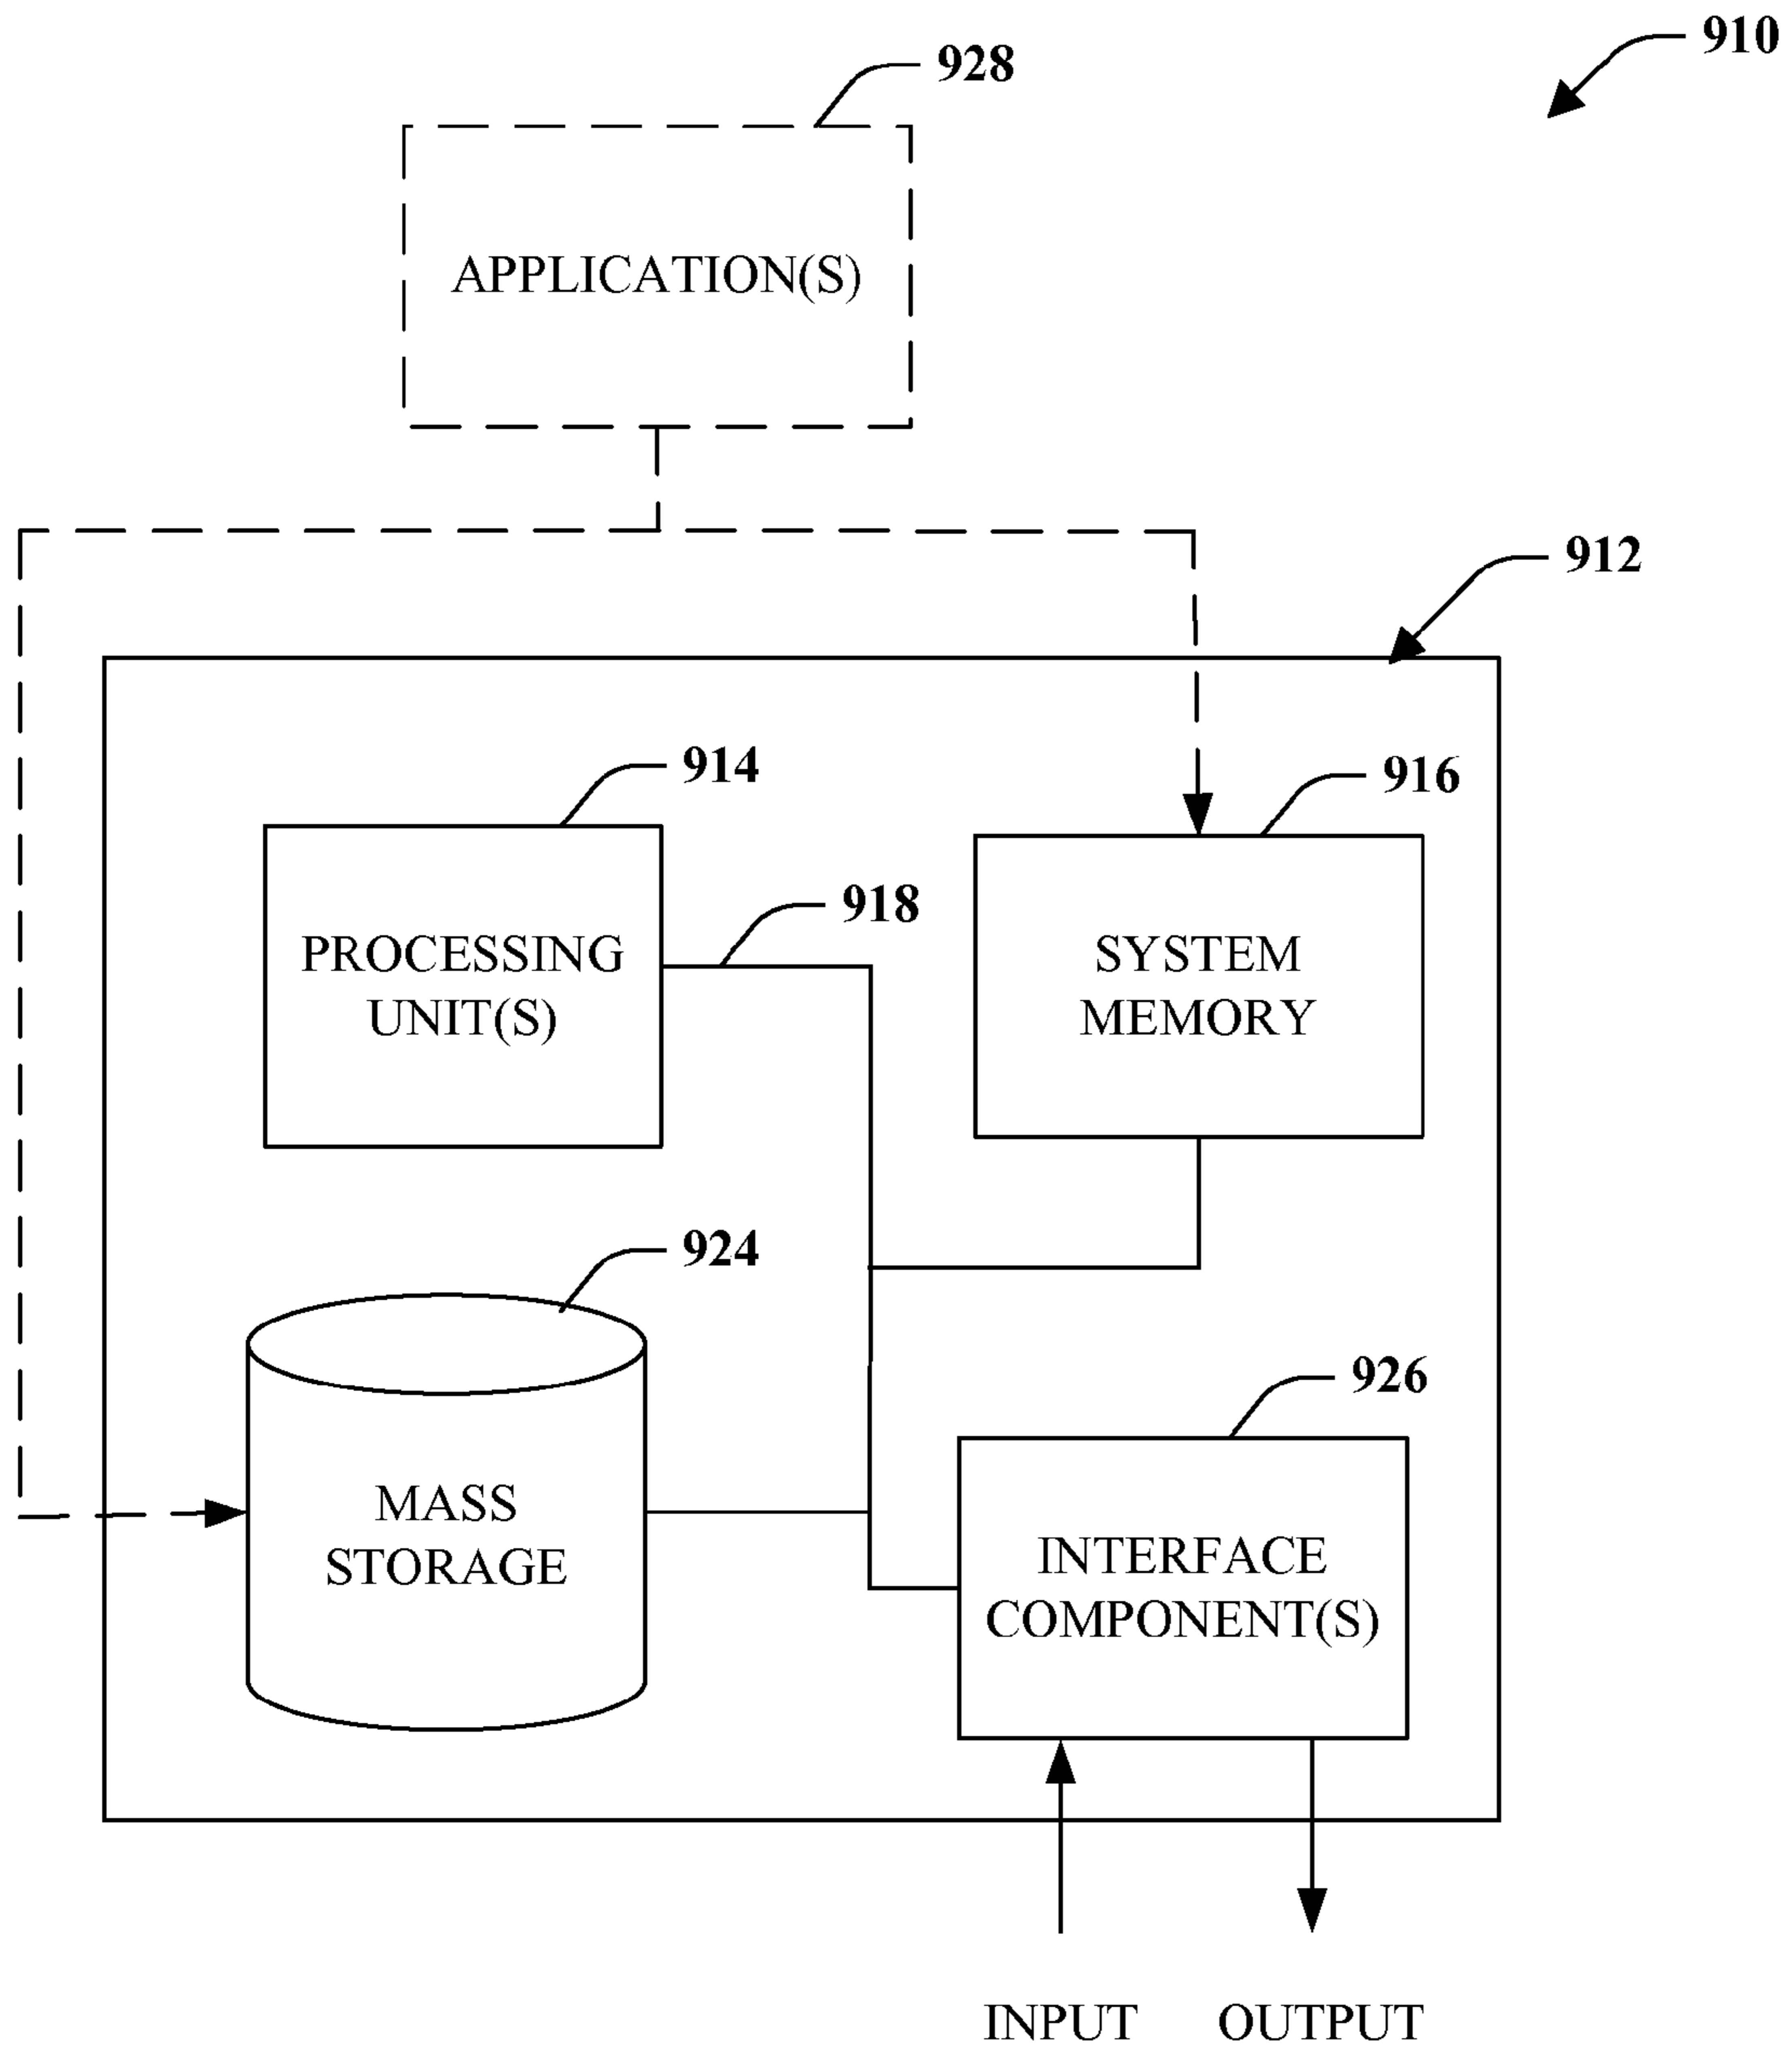 910
928
APPLICATION(S)
912
914
916
918
PROCESSING
UNIT(S)
SYSTEM
MEMORY
924
926
MASS
STORAGE
INTERFACE
COMPONENT(S)
INPUT
OUTPUT